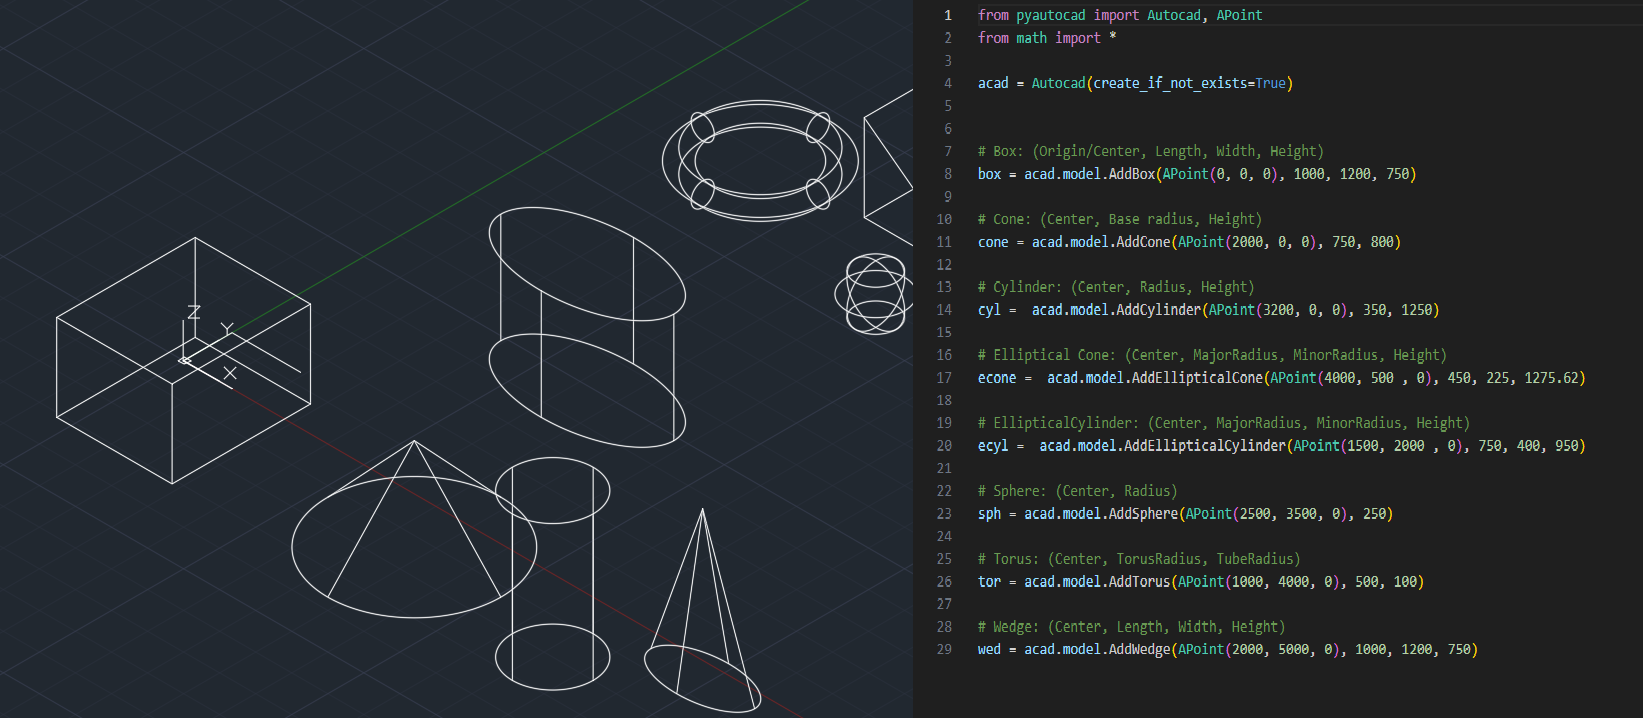 Z
Y
X
1 from pyautocad import Autocad, APoint
2 from math import *
3
4 acad = Autocad(create_if_not_exists=True)
5
6
7 # Box: (Origin/Center, Length, Width, Height)
8 box = acad.model.AddBox(APoint(0, 0, 0), 1000, 1200, 750)
9
10 # Cone: (Center, Base radius, Height)
11 cone = acad.model.AddCone(APoint(2000, 0, 0), 750, 800)
12
13 # Cylinder: (Center, Radius, Height)
14 cyl =  acad.model.AddCylinder(APoint(3200, 0, 0), 350, 1250)
15
16 # Elliptical Cone: (Center, MajorRadius, MinorRadius, Height)
17 econe =  acad.model.AddEllipticalCone(APoint(4000, 500 , 0), 450, 225, 1275.62)
18
19 # EllipticalCylinder: (Center, MajorRadius, MinorRadius, Height)
20 ecyl =  acad.model.AddEllipticalCylinder(APoint(1500, 2000 , 0), 750, 400, 950)
21
22 # Sphere: (Center, Radius)
23 sph = acad.model.AddSphere(APoint(2500, 3500, 0), 250)
24
25 # Torus: (Center, TorusRadius, TubeRadius)
26 tor = acad.model.AddTorus(APoint(1000, 4000, 0), 500, 100)
27
28 # Wedge: (Center, Length, Width, Height)
29 wed = acad.model.AddWedge(APoint(2000, 5000, 0), 1000, 1200, 750)